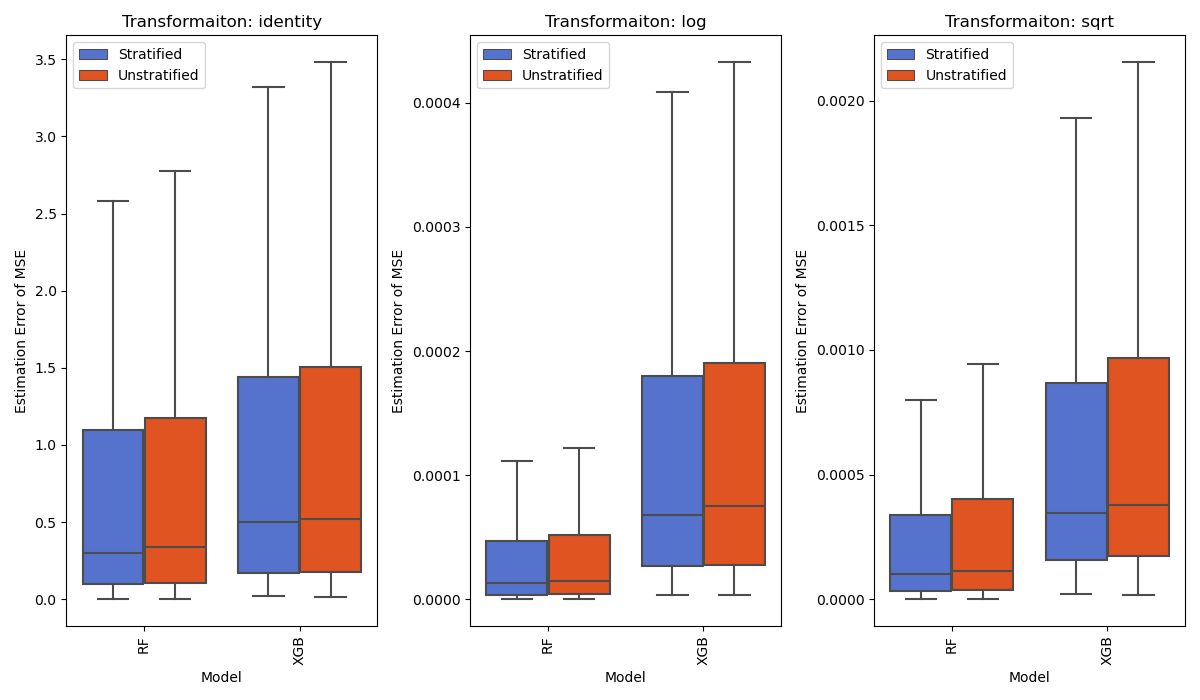 Transformaiton: identity
Stratified
Unstratified
3.5
3.0
2.5
2.0
1.5
1.0
0.5
0.0
Estimation Error of MSE
RF
XGB
Model
Transformaiton: log
Stratified
Unstratified
0.0004
0.0003
0.0002
0.0001
0.0000
Estimation Error of MSE
RF
XGB
Model
Transformaiton: sqrt
Stratified
Unstratified
0.0020
0.0015
0.0010
0.0005
0.0000
Estimation Error of MSE
RF
XGB
Model